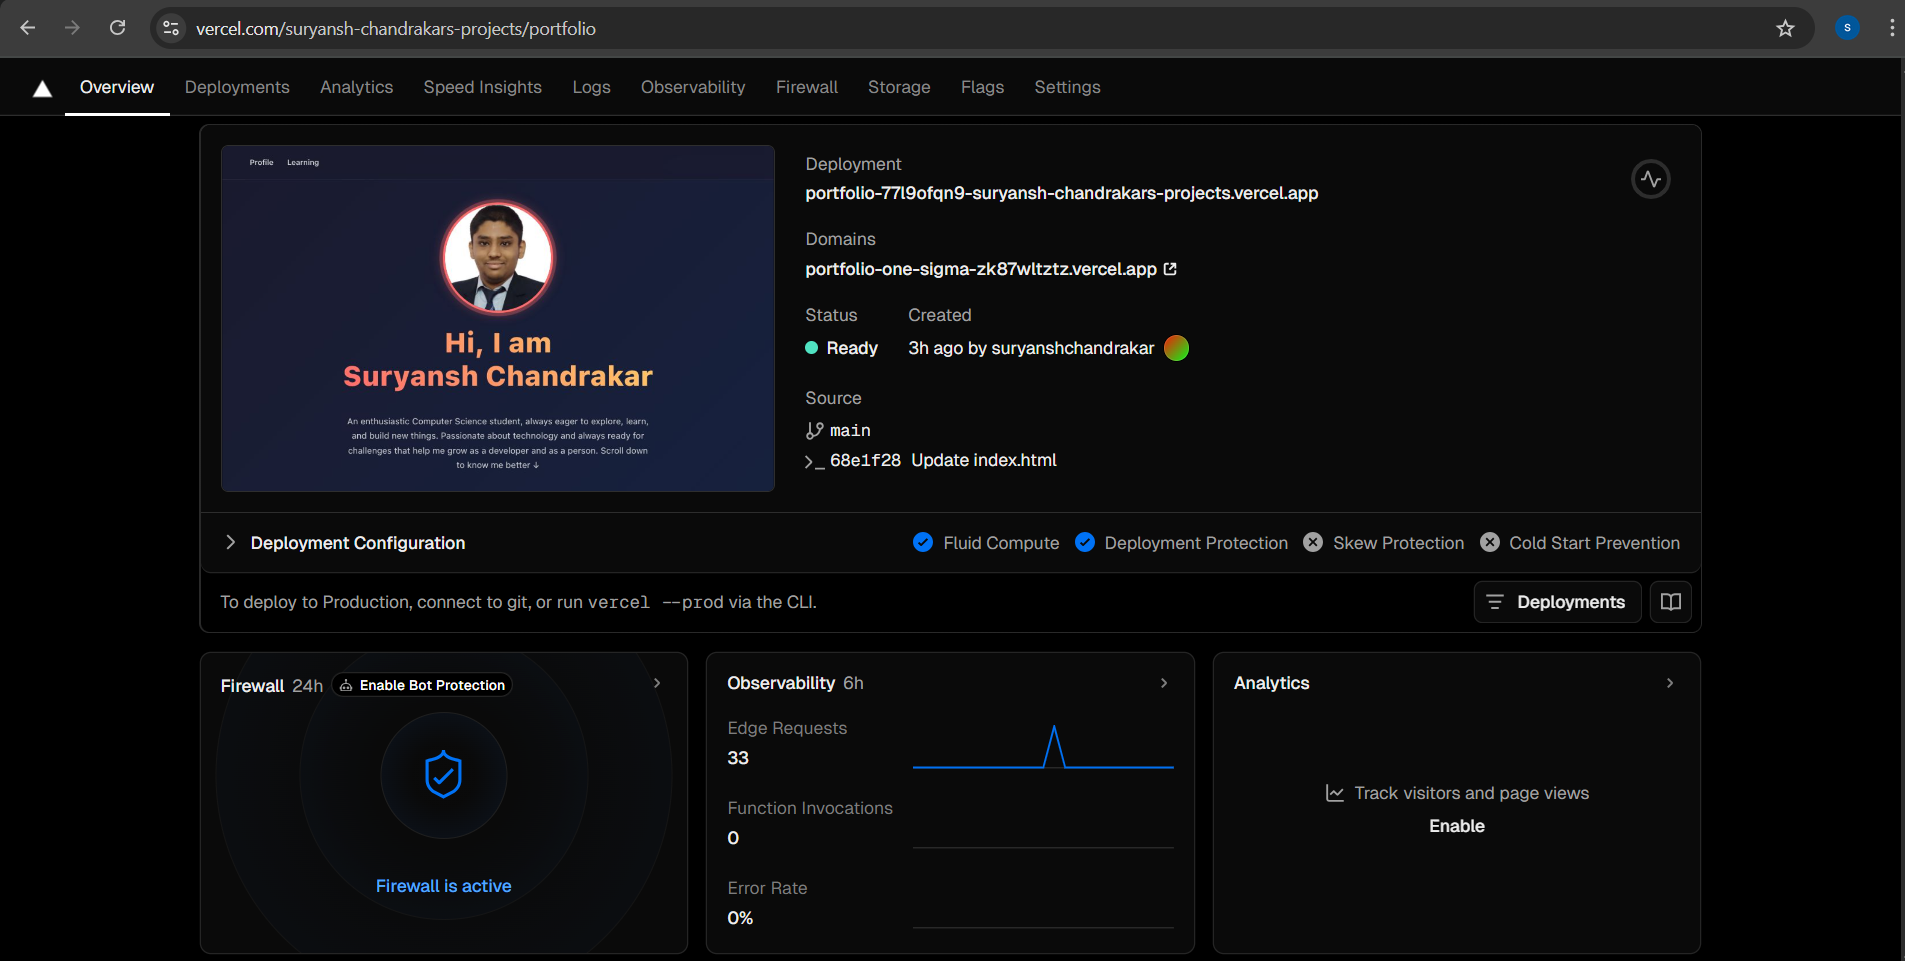 vercel.com/suryansh-chandrakars-projects/portfolio
S
Overview Deployments Analytics Speed Insights Logs Observability Firewall Storage Flags Settings
Profile Learning
Hi, I am
Suryansh Chandrakar
An enthusiastic Computer Science student, always eager to explore, learn,
and build new things. Passionate about technology and always ready for
challenges that help me grow as a developer and as a person. Scroll down
to know me better ↓
Deployment
portfolio-77l9ofqn9-suryansh-chandrakars-projects.vercel.app
Domains
portfolio-one-sigma-zk87wltztz.vercel.app
Status Created
Ready 3h ago by suryanshchandrakar
Source
main
68e1f28 Update index.html
Deployment Configuration Fluid Compute Deployment Protection Skew Protection Cold Start Prevention
To deploy to Production, connect to git, or run vercel --prod via the CLI. Deployments
Firewall 24h Enable Bot Protection
Firewall is active
Observability 6h
Edge Requests
33
Function Invocations
0
Error Rate
0%
Analytics
Track visitors and page views
Enable